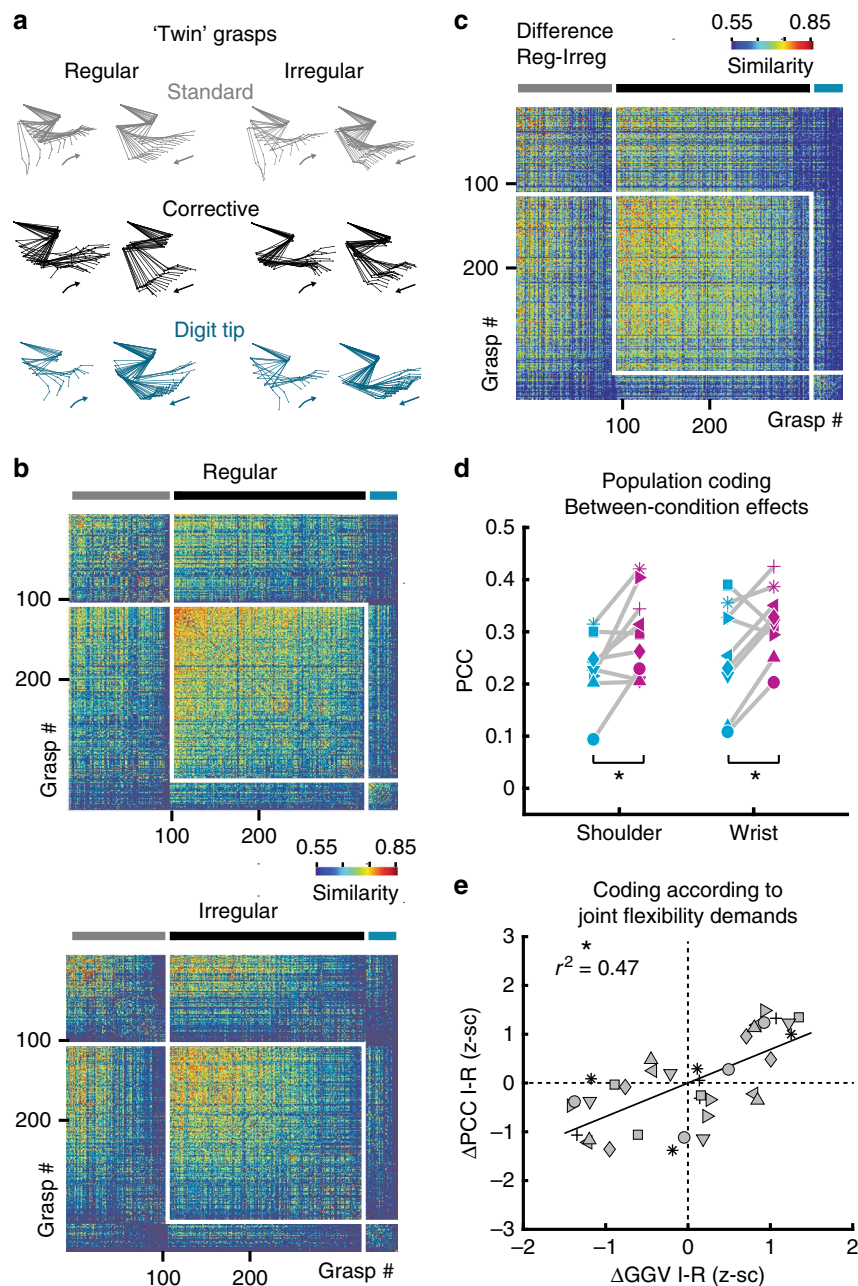 a
'Twin' grasps
Regular
Irregular
Standard
Corrective
Digit tip
b
Regular
100
200
Grasp #
100
200
0.55
0.85
Similarity
Irregular
100
200
Grasp #
100
200
Grasp #
c
Difference
Reg-Irreg
0.55
0.85
Similarity
100
200
Grasp #
100
200
Grasp #
d
Population coding
Between-condition effects
0.5
0.4
0.3
0.2
0.1
0
PCC
*
*
Shoulder
Wrist
e
Coding according to
joint flexibility demands
*
r² = 0.47
3
2
1
0
−1
−2
−3
ΔPCC I-R (z-sc)
−2
−1
0
1
2
ΔGGV I-R (z-sc)